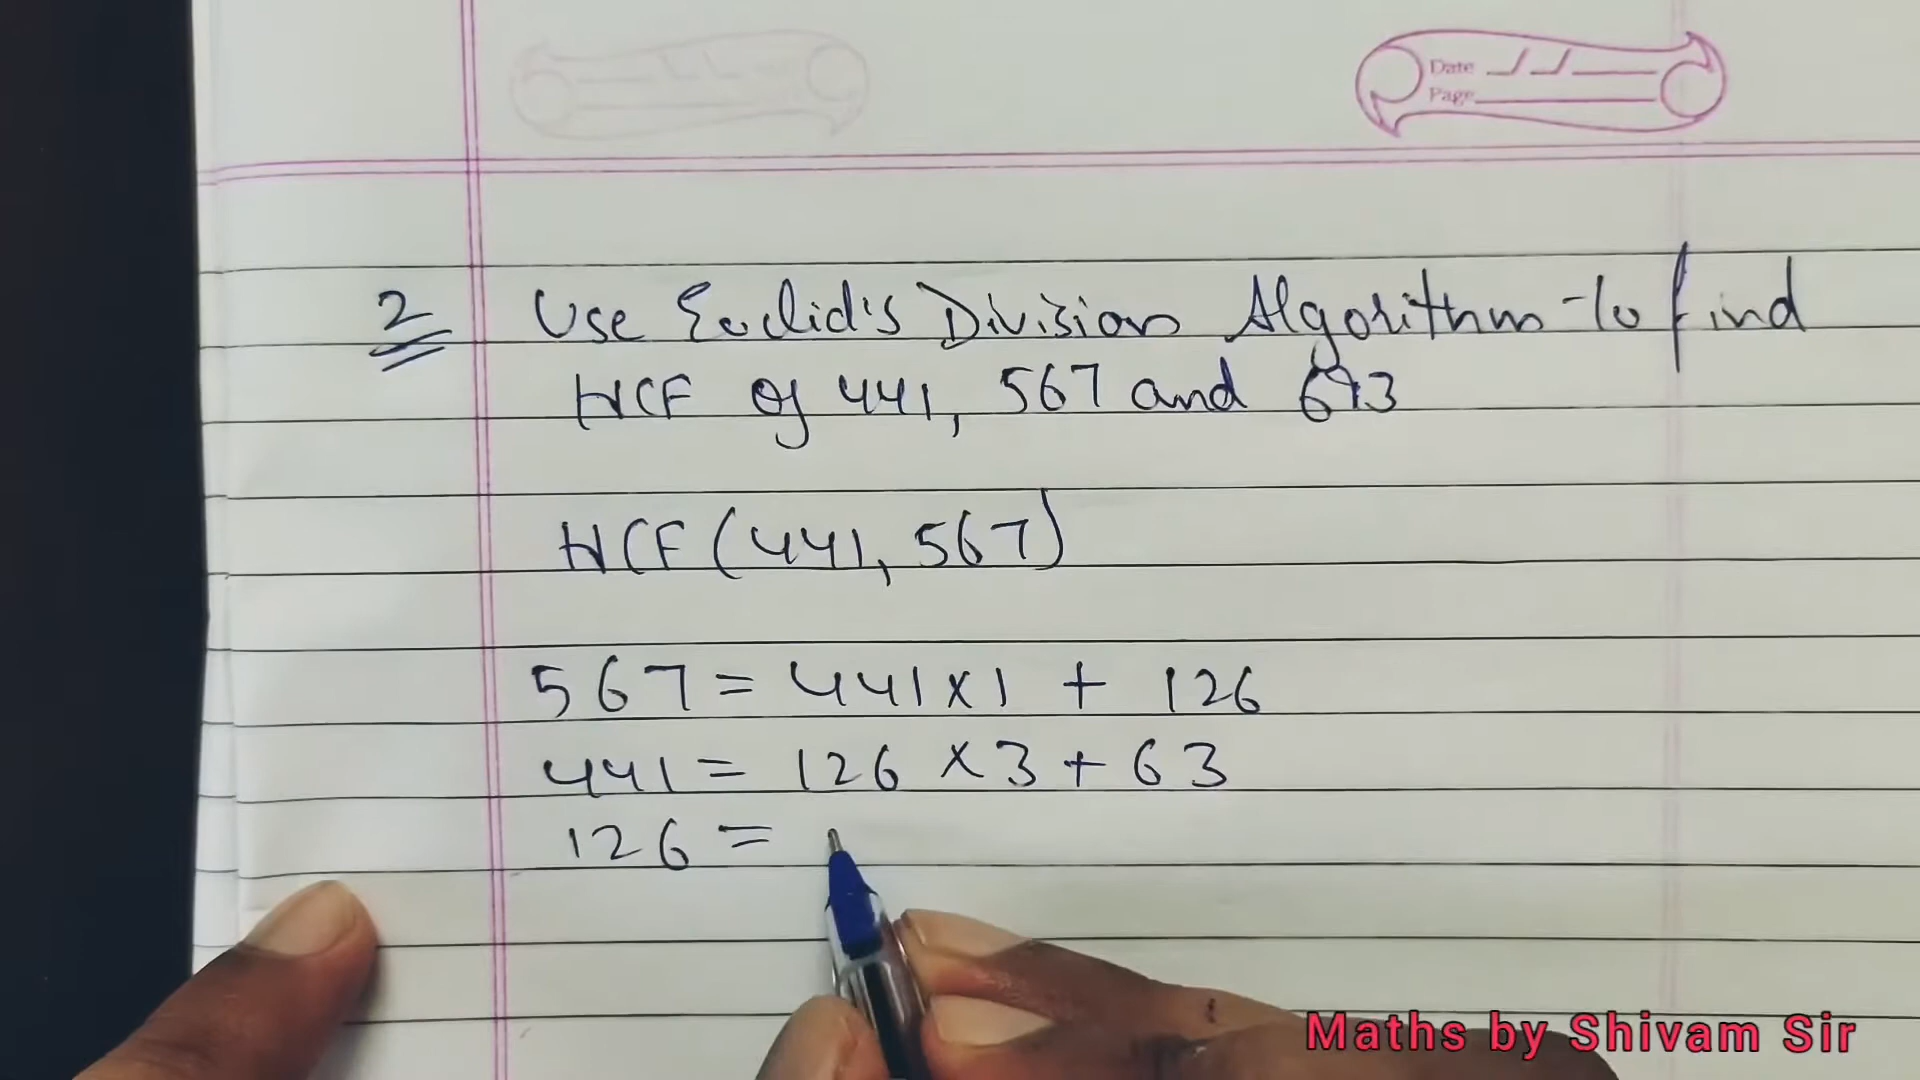 Date
Page
2 Use Euclid's Division Algorithm to find
HCF of 441, 567 and 693
HCF (441, 567)
567 = 441 x 1 + 126
441 = 126 x 3 + 63
126 =
Maths by Shivam Sir